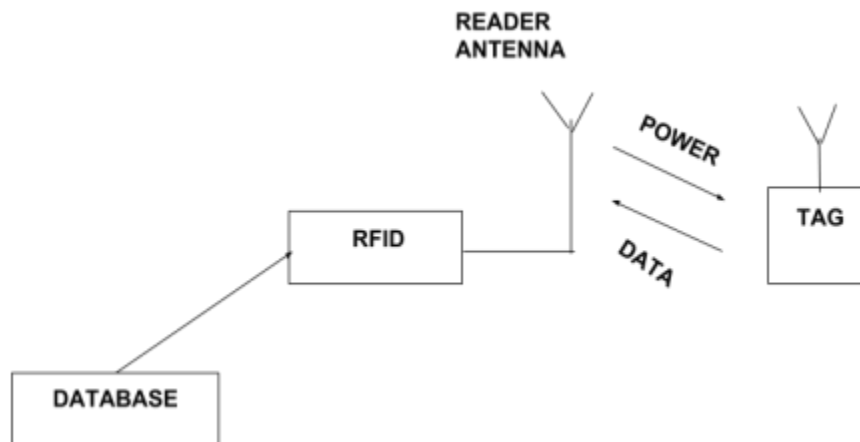 READER
ANTENNA
POWER
TAG
RFID
DATA
DATABASE